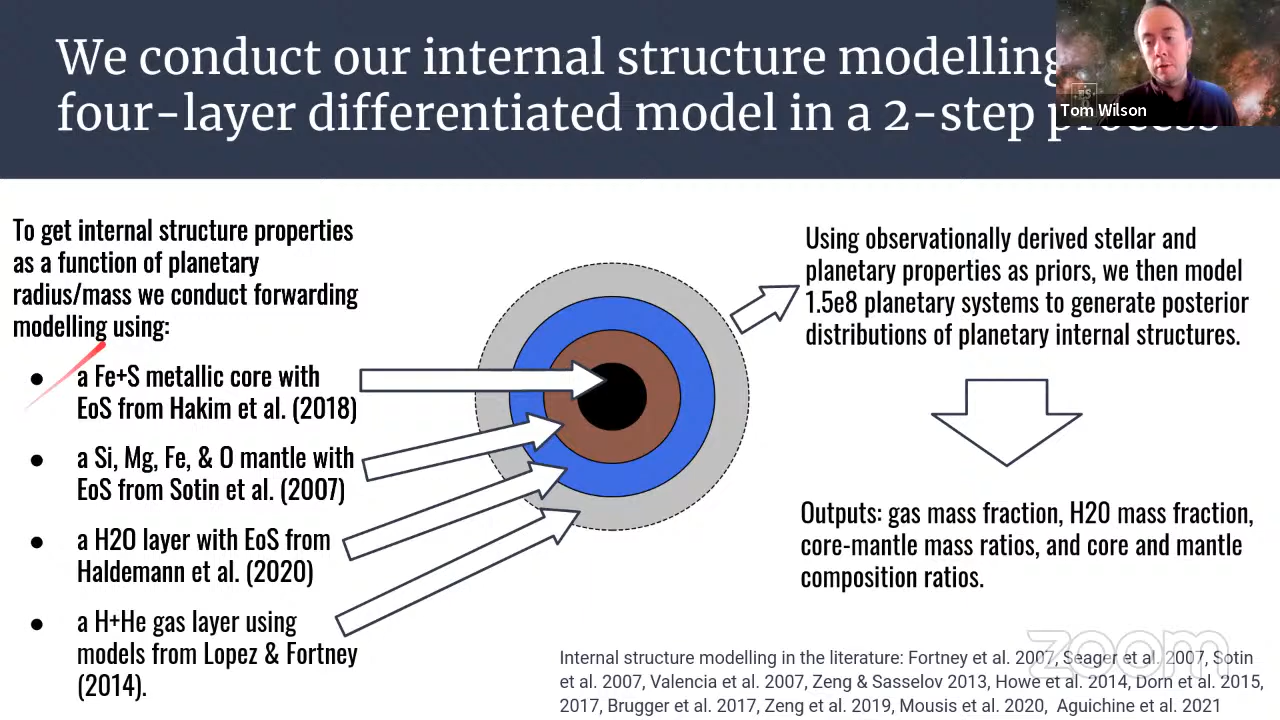 We conduct our internal structure modelling
four-layer differentiated model in a 2-step process
Tom Wilson
To get internal structure properties
as a function of planetary
radius/mass we conduct forwarding
modelling using:
● a Fe+S metallic core with
EoS from Hakim et al. (2018)
● a Si, Mg, Fe, & O mantle with
EoS from Sotin et al. (2007)
● a H2O layer with EoS from
Haldemann et al. (2020)
● a H+He gas layer using
models from Lopez & Fortney
(2014).
Using observationally derived stellar and
planetary properties as priors, we then model
1.5e8 planetary systems to generate posterior
distributions of planetary internal structures.
Outputs: gas mass fraction, H2O mass fraction,
core-mantle mass ratios, and core and mantle
composition ratios.
zoom
Internal structure modelling in the literature: Fortney et al. 2007, Seager et al. 2007, Sotin
et al. 2007, Valencia et al. 2007, Zeng & Sasselov 2013, Howe et al. 2014, Dorn et al. 2015,
2017, Brugger et al. 2017, Zeng et al. 2019, Mousis et al. 2020, Aguichine et al. 2021